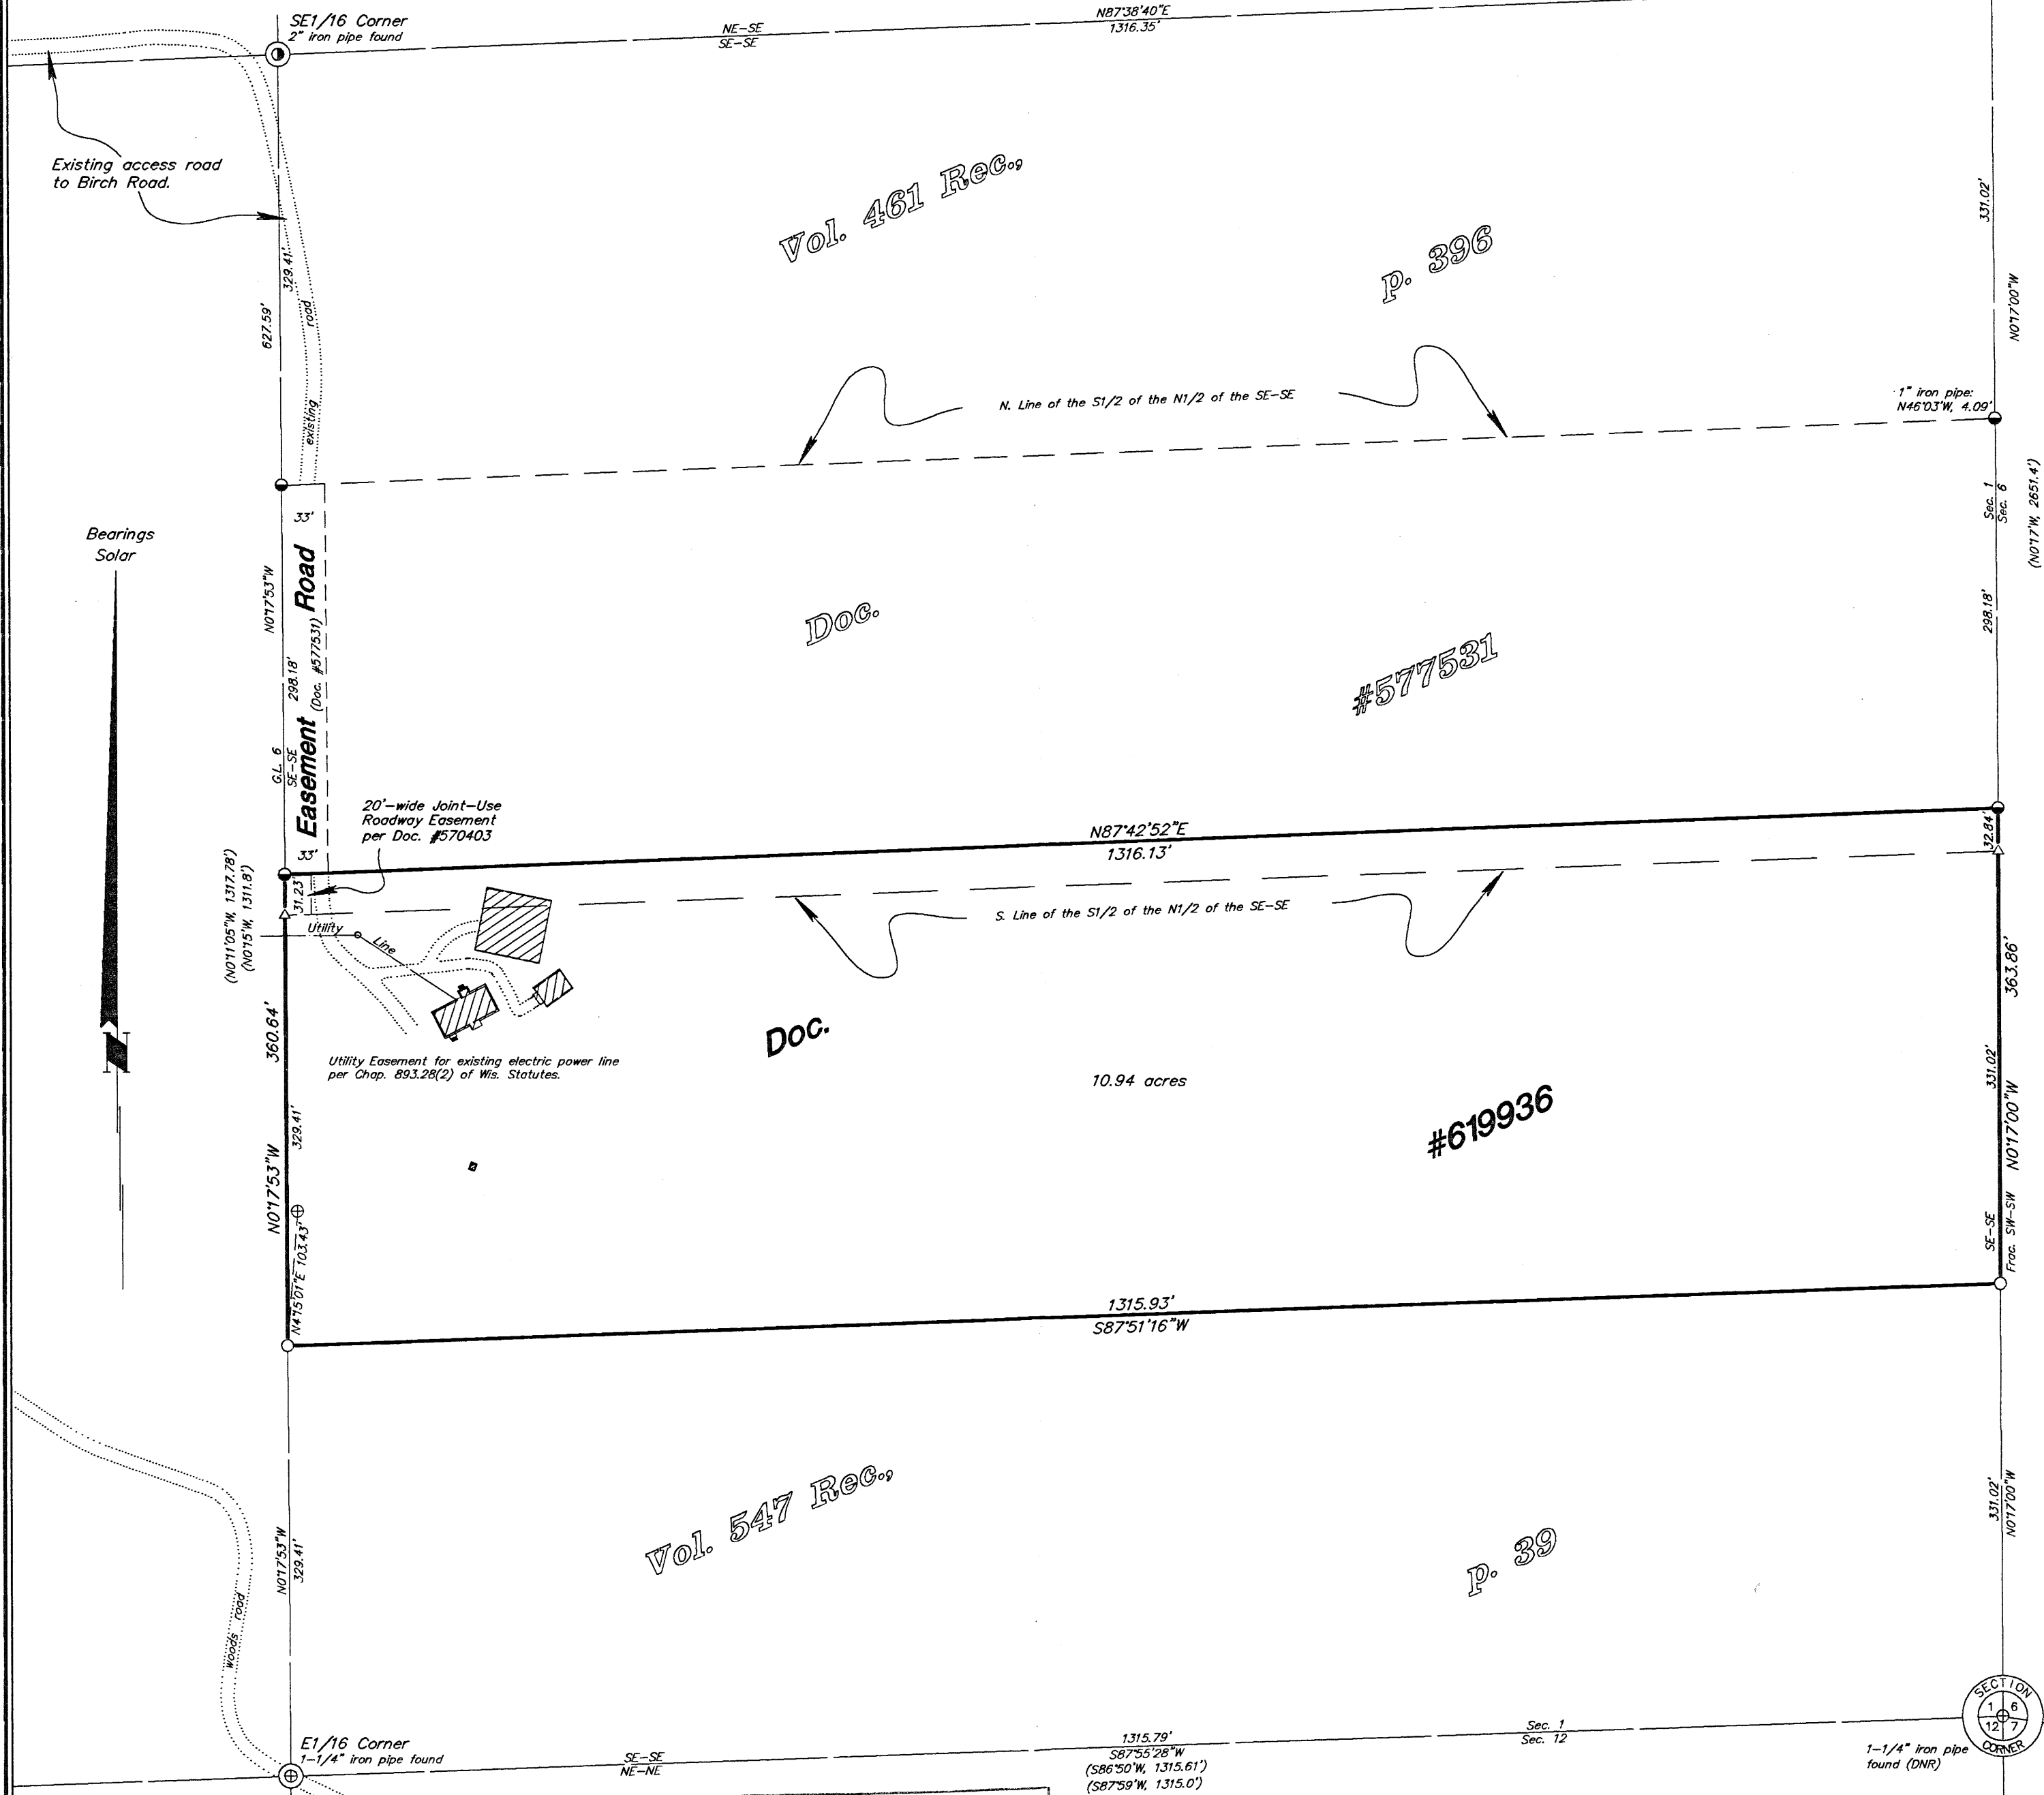 SE1/16 Corner
2" iron pipe found
NE-SE
SE-SE
N87°38'40"E
1316.35'
Existing access road
to Birch Road.
Vol. 461 Rec.,
p. 396
331.02'
N0°17'00"W
329.41'
627.59'
existing road
N. Line of the S1/2 of the N1/2 of the SE-SE
1" iron pipe:
N46°03'W, 4.09'
Sec. 1
Sec. 6
(N0°17'W, 2651.4')
33'
Bearings
Solar
N
N0°17'53"W
298.18'
G.L. 6
SE-SE
Easement Road
(Doc. #577531)
33'
Doc.
#577531
298.18'
20'-wide Joint-Use
Roadway Easement
per Doc. #570403
N87°42'52"E
1316.13'
32.84'
31.23'
S. Line of the S1/2 of the N1/2 of the SE-SE
(N0°11'05"W, 1317.78')
(N0°15'W, 1311.8')
Utility Line
Utility Easement for existing electric power line
per Chap. 893.28(2) of Wis. Statutes.
360.64'
N0°17'53"W
329.41'
N4°15'01"E 103.43'
Doc.
10.94 acres
#619936
363.86'
331.02'
N0°17'00"W
SE-SE
Frac. SW-SW
1315.93'
S87°51'16"W
Vol. 547 Rec.,
p. 39
N0°17'53"W
329.41'
woods road
331.02'
N0°17'00"W
E1/16 Corner
1-1/4" iron pipe found
SE-SE
NE-NE
1315.79'
S87°55'28"W
(S86°50'W, 1315.61')
(S87°59'W, 1315.0')
Sec. 1
Sec. 12
SECTION
1 6
12 7
CORNER
1-1/4" iron pipe
found (DNR)